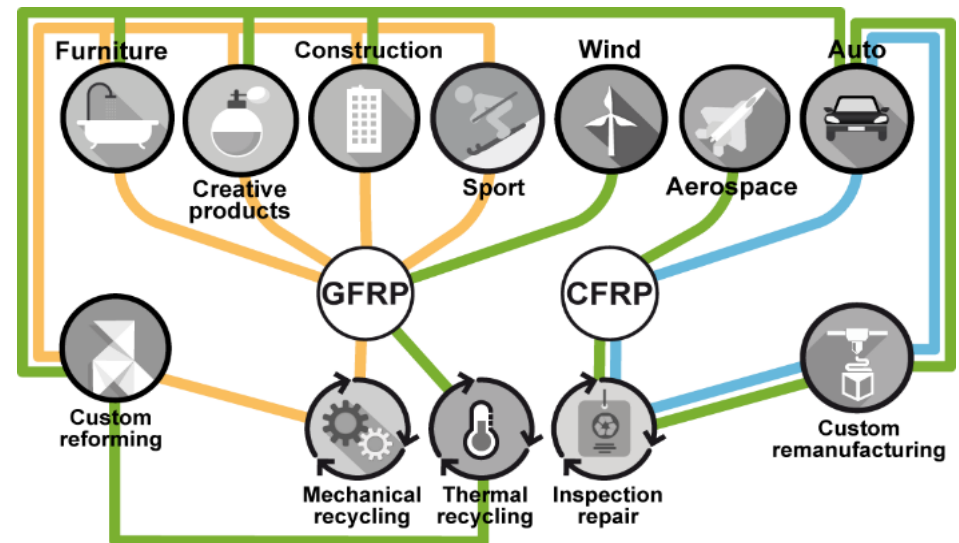 Furniture
Construction
Wind
Auto
Creative
products
Sport
Aerospace
GFRP
CFRP
Custom
reforming
Custom
remanufacturing
Mechanical
recycling
Thermal
recycling
Inspection
repair